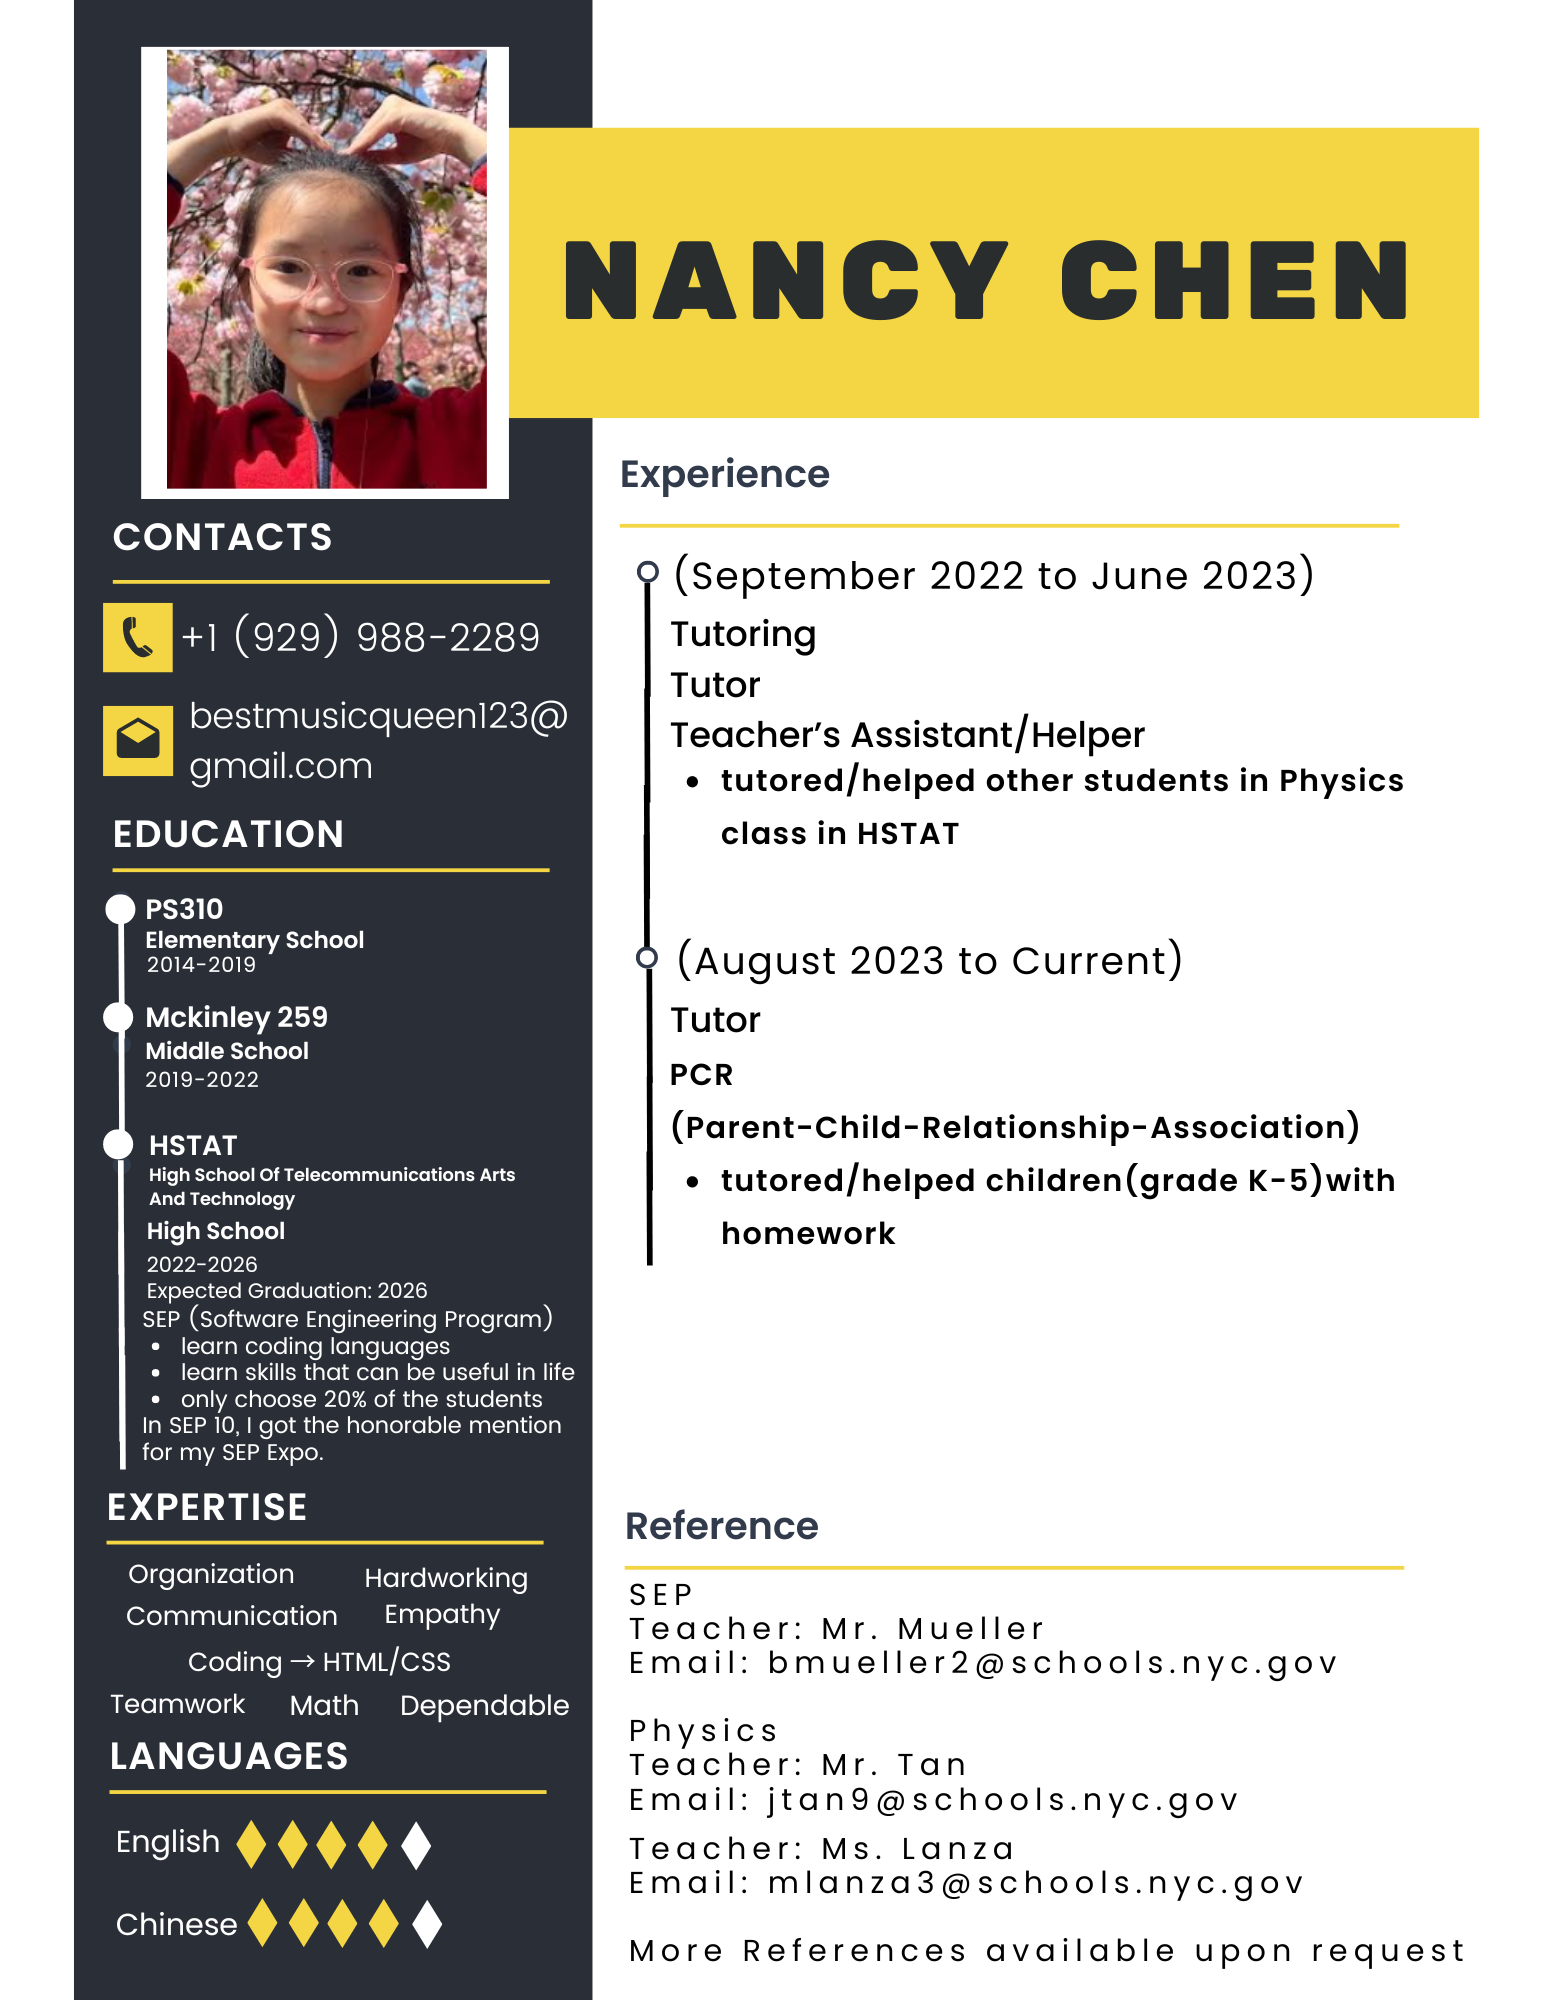 NANCY CHEN
CONTACTS
+1 (929) 988-2289
bestmusicqueen123@
gmail.com
EDUCATION
PS310
Elementary School
2014-2019
Mckinley 259
Middle School
2019-2022
HSTAT
High School Of Telecommunications Arts
And Technology
High School
2022-2026
Expected Graduation: 2026
SEP (Software Engineering Program)
• learn coding languages
• learn skills that can be useful in life
• only choose 20% of the students
In SEP 10, I got the honorable mention
for my SEP Expo.
EXPERTISE
Organization Hardworking
Communication Empathy
Coding → HTML/CSS
Teamwork Math Dependable
LANGUAGES
English
Chinese
Experience
(September 2022 to June 2023)
Tutoring
Tutor
Teacher’s Assistant/Helper
• tutored/helped other students in Physics
class in HSTAT
(August 2023 to Current)
Tutor
PCR
(Parent-Child-Relationship-Association)
• tutored/helped children(grade K-5)with
homework
Reference
SEP
Teacher: Mr. Mueller
Email: bmueller2@schools.nyc.gov
Physics
Teacher: Mr. Tan
Email: jtan9@schools.nyc.gov
Teacher: Ms. Lanza
Email: mlanza3@schools.nyc.gov
More References available upon request